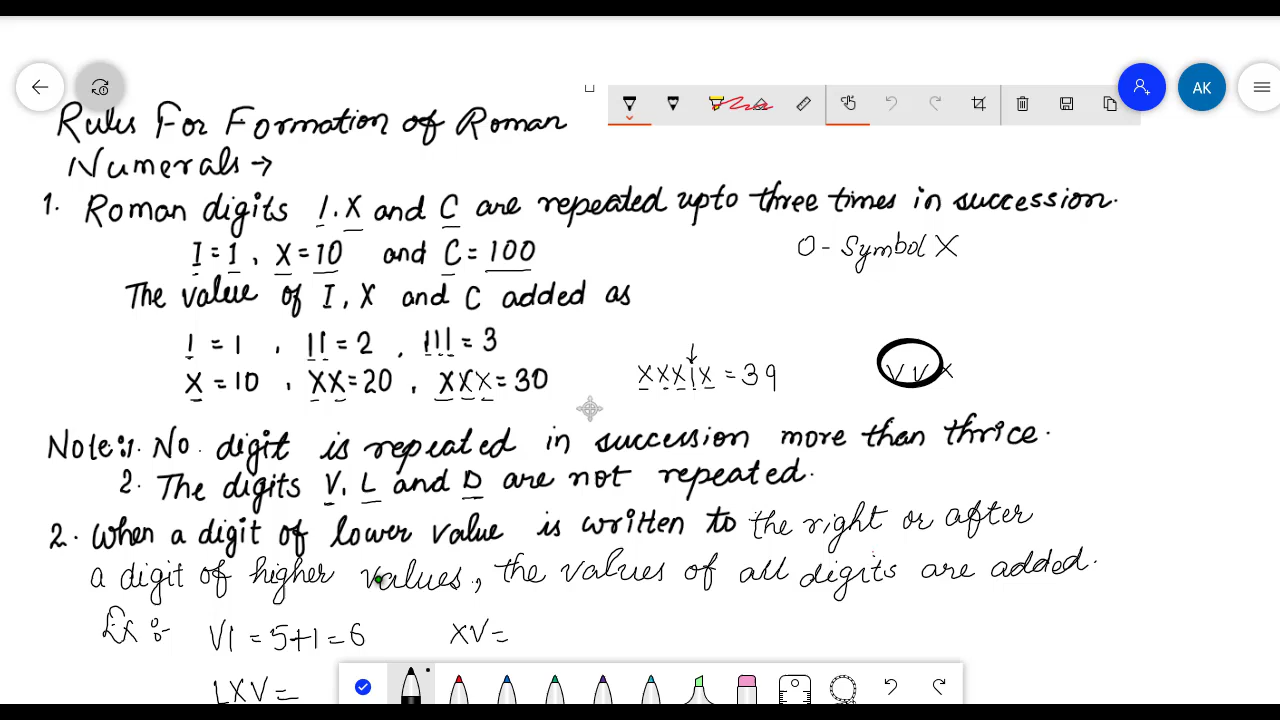 AK
Rules For Formation of Roman
Numerals →
1. Roman digits I, X and C are repeated upto three times in succession.
I = 1, X = 10 and C = 100
0 - Symbol X
The value of I, X and C added as
I = 1, II = 2, III = 3
X = 10, XX = 20, XXX = 30
XXXIX = 39
VVX
Note:1. No. digit is repeated in succession more than thrice.
2. The digits V, L and D are not repeated.
2. When a digit of lower value is written to the right or after
a digit of higher values, the values of all digits are added.
Ex :- VI = 5+1 = 6 XV =
LXV =